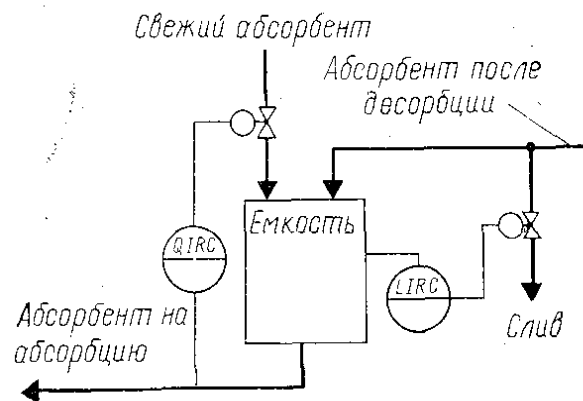 Свежий абсорбент
Абсорбент после
десорбции
QIRC
Емкость
LIRC
Абсорбент на
абсорбцию
Слив